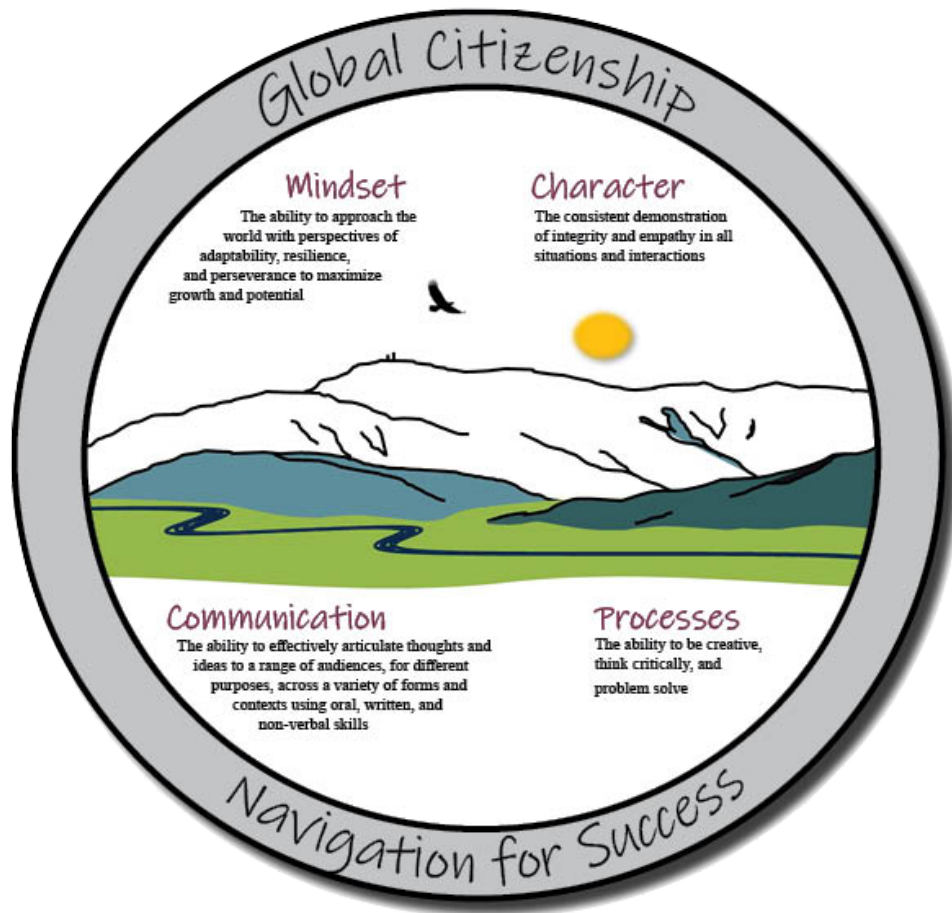 Global Citizenship
Mindset
The ability to approach the
world with perspectives of
adaptability, resilience,
and perseverance to maximize
growth and potential
Character
The consistent demonstration
of integrity and empathy in all
situations and interactions
Communication
The ability to effectively articulate thoughts and
ideas to a range of audiences, for different
purposes, across a variety of forms and
contexts using oral, written, and
non-verbal skills
Processes
The ability to be creative,
think critically, and
problem solve
Navigation for Success